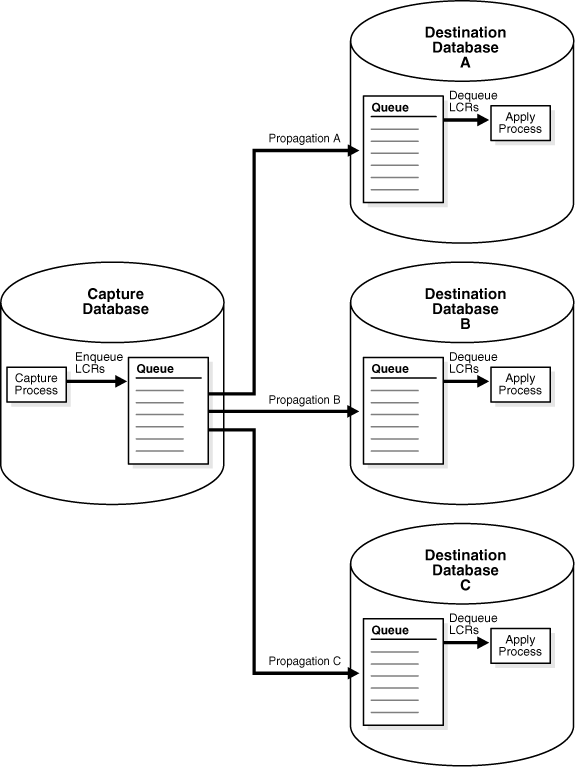 Destination
Database
A
Queue
Dequeue
LCRs
Apply
Process
Propagation A
Capture
Database
Capture
Process
Enqueue
LCRs
Queue
Propagation B
Destination
Database
B
Queue
Dequeue
LCRs
Apply
Process
Destination
Database
C
Queue
Dequeue
LCRs
Apply
Process
Propagation C